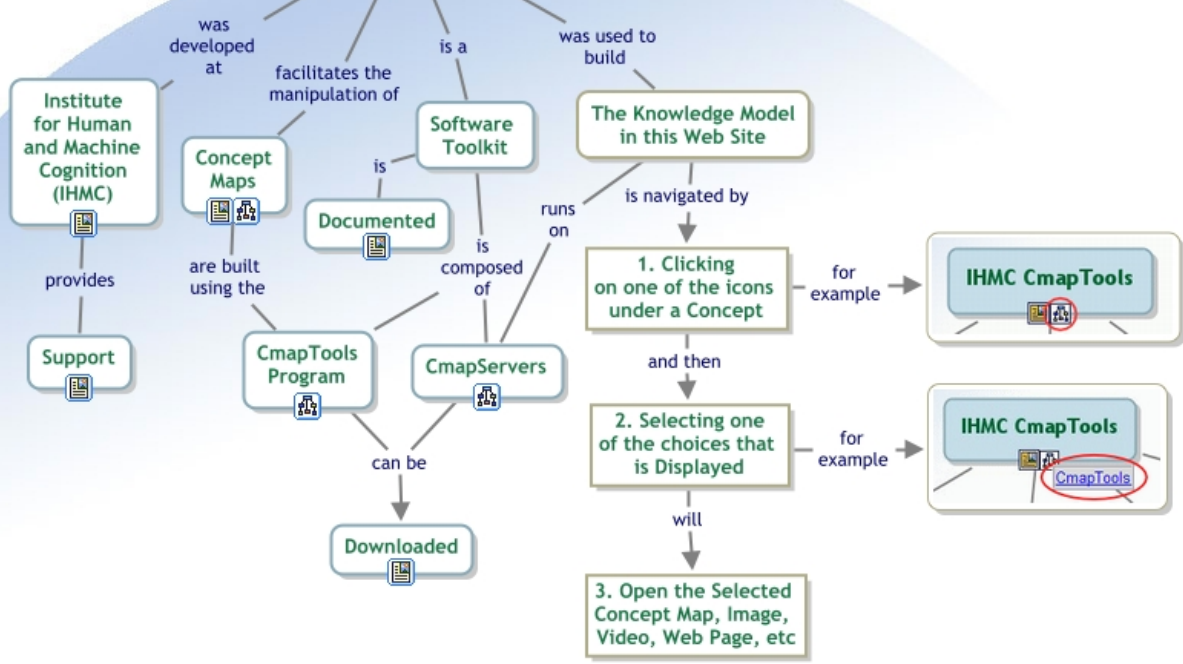 was
developed
at
facilitates the
manipulation of
is a
was used to
build
Institute
for Human
and Machine
Cognition
(IHMC)
Concept
Maps
Software
Toolkit
The Knowledge Model
in this Web Site
is
Documented
runs
on
is navigated by
provides
are built
using the
is
composed
of
1. Clicking
on one of the icons
under a Concept
for
example
IHMC CmapTools
Support
CmapTools
Program
CmapServers
and then
can be
2. Selecting one
of the choices that
is Displayed
for
example
IHMC CmapTools
CmapTools
Downloaded
will
3. Open the Selected
Concept Map, Image,
Video, Web Page, etc